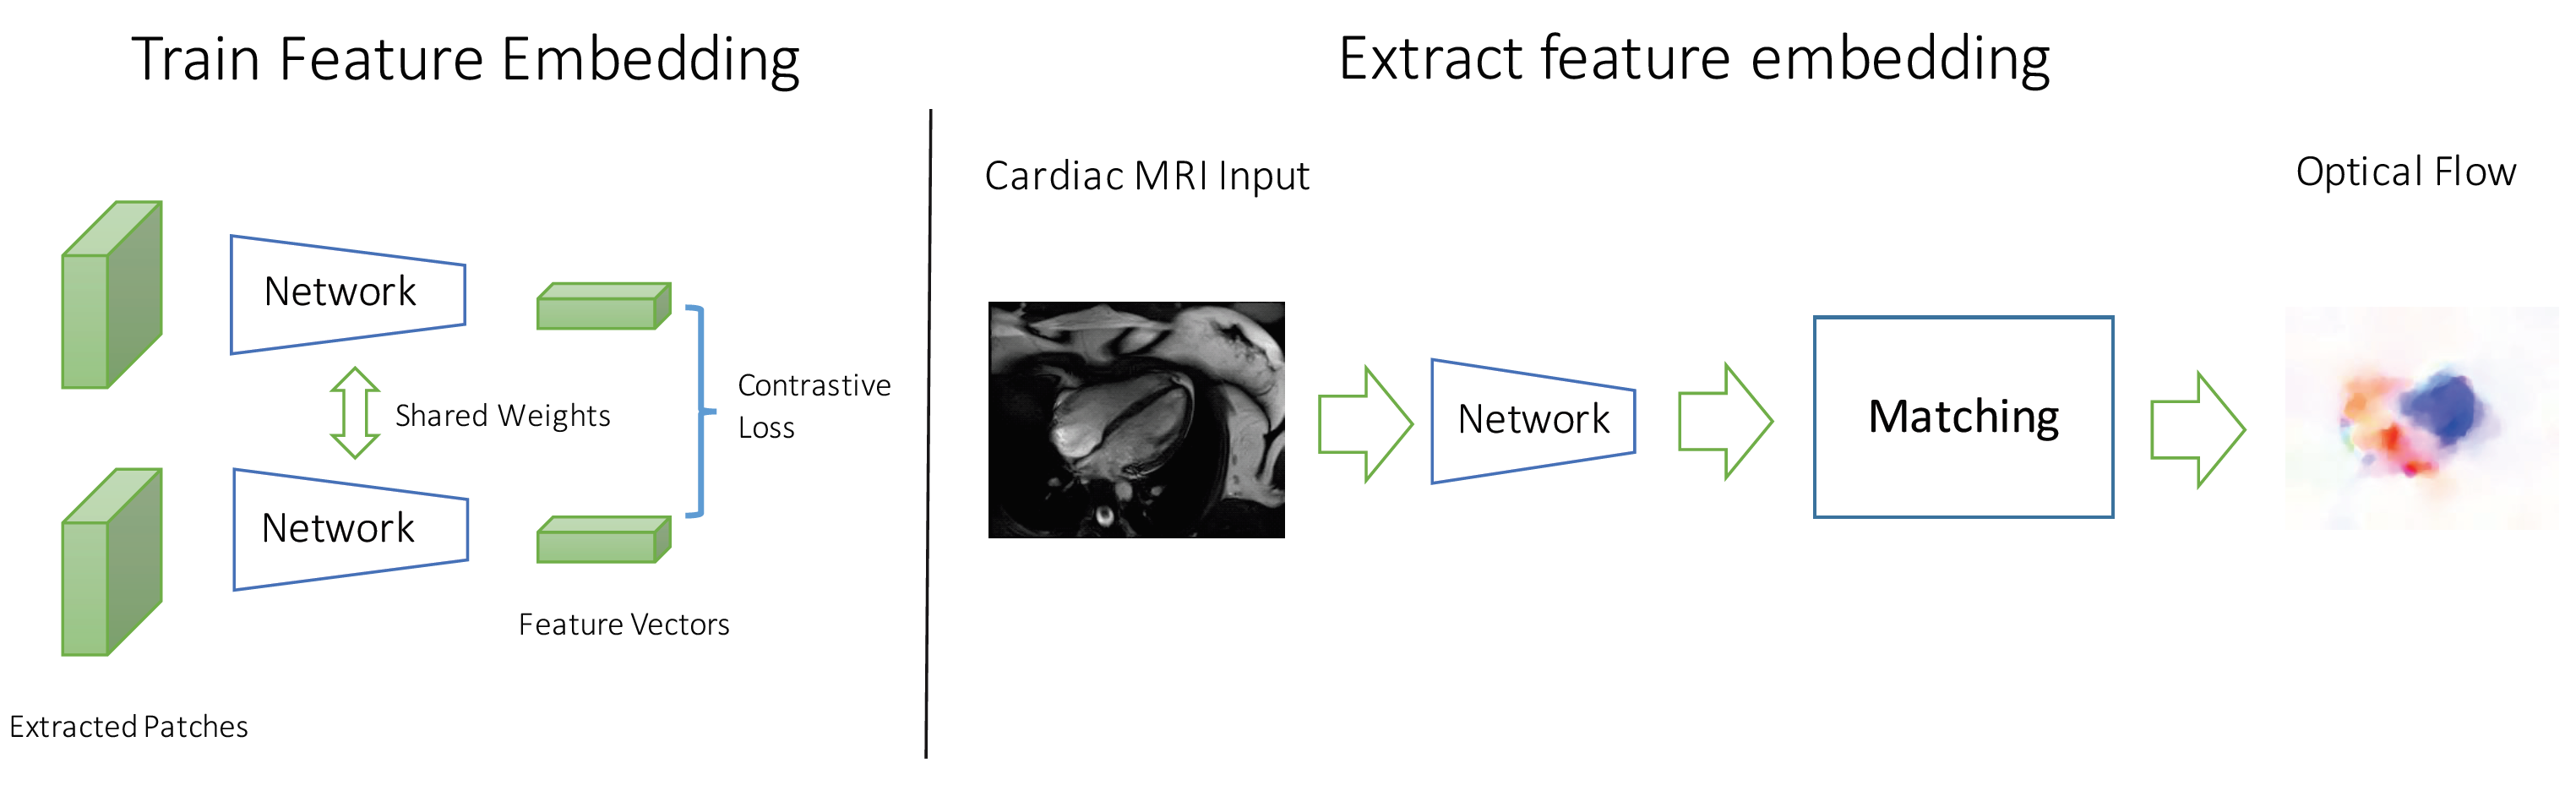 Train Feature Embedding
Network
Shared Weights
Network
Contrastive
Loss
Feature Vectors
Extracted Patches
Extract feature embedding
Cardiac MRI Input
Optical Flow
Network
Matching